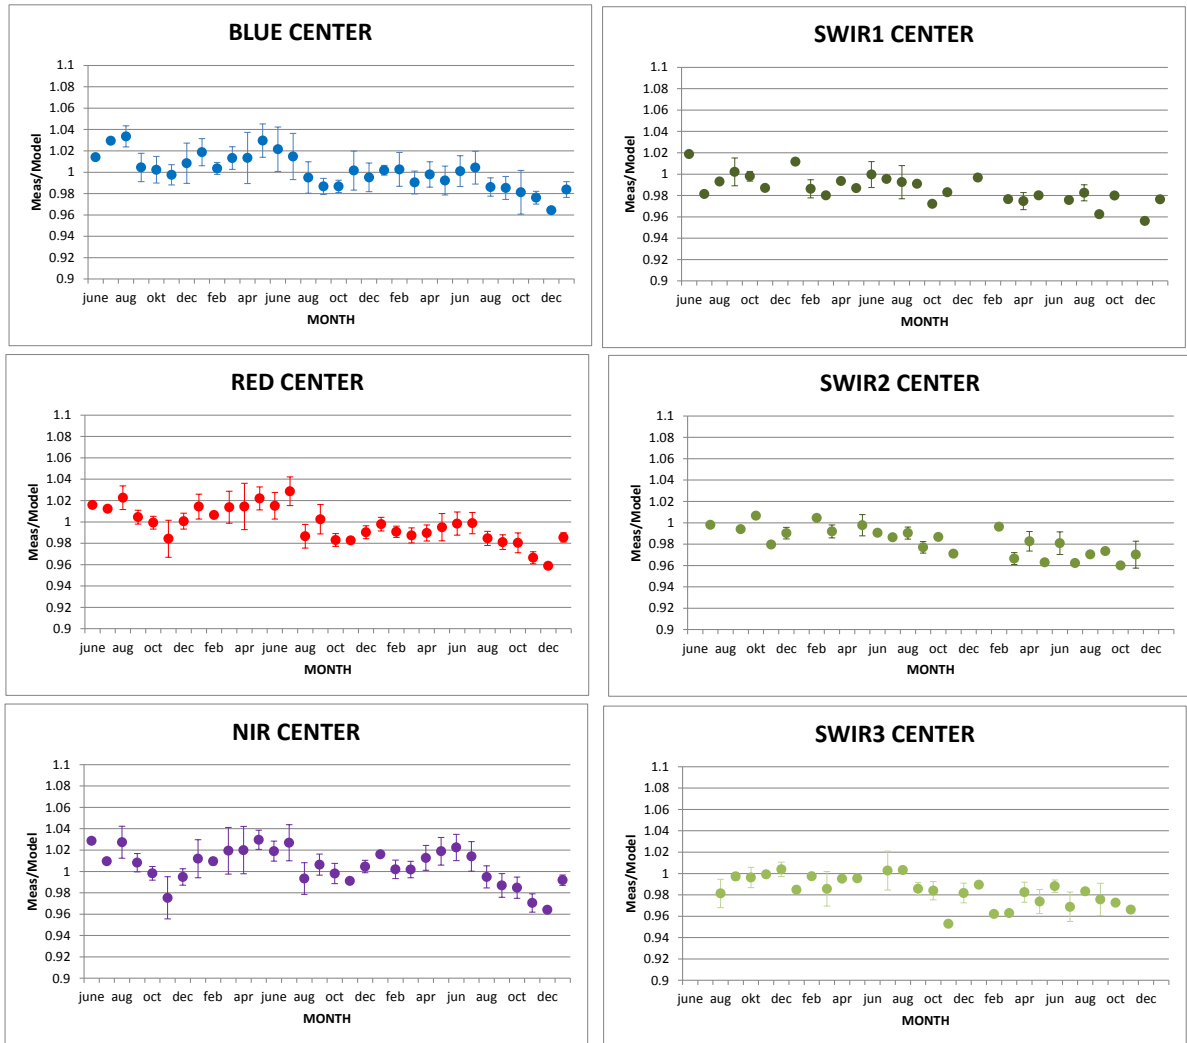 BLUE CENTER
1.1
1.08
1.06
1.04
1.02
1
0.98
0.96
0.94
0.92
0.9
Meas/Model
june aug okt dec feb apr june aug oct dec feb apr jun aug oct dec
MONTH
SWIR1 CENTER
1.1
1.08
1.06
1.04
1.02
1
0.98
0.96
0.94
0.92
0.9
Meas/Model
june aug oct dec feb apr june aug oct dec feb apr jun aug oct dec
MONTH
RED CENTER
1.1
1.08
1.06
1.04
1.02
1
0.98
0.96
0.94
0.92
0.9
Meas/Model
june aug oct dec feb apr june aug oct dec feb apr jun aug oct dec
MONTH
SWIR2 CENTER
1.1
1.08
1.06
1.04
1.02
1
0.98
0.96
0.94
0.92
0.9
Meas/Model
june aug okt dec feb apr jun aug oct dec feb apr jun aug oct dec
MONTH
NIR CENTER
1.1
1.08
1.06
1.04
1.02
1
0.98
0.96
0.94
0.92
0.9
Meas/Model
june aug oct dec feb apr june aug oct dec feb apr jun aug oct dec
MONTH
SWIR3 CENTER
1.1
1.08
1.06
1.04
1.02
1
0.98
0.96
0.94
0.92
0.9
Meas/Model
june aug okt dec feb apr jun aug oct dec feb apr jun aug oct dec
MONTH